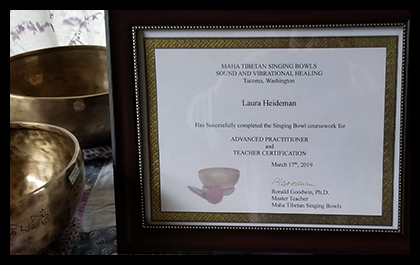 MAHA TIBETAN SINGING BOWLS
SOUND AND VIBRATIONAL HEALING
Tacoma, Washington
Laura Heideman
Has Successfully completed the Singing Bowl coursework for
ADVANCED PRACTITIONER
and
TEACHER CERTIFICATION
March 17th, 2019
Ronald Goodwin, Ph.D.
Master Teacher
Maha Tibetan Singing Bowls